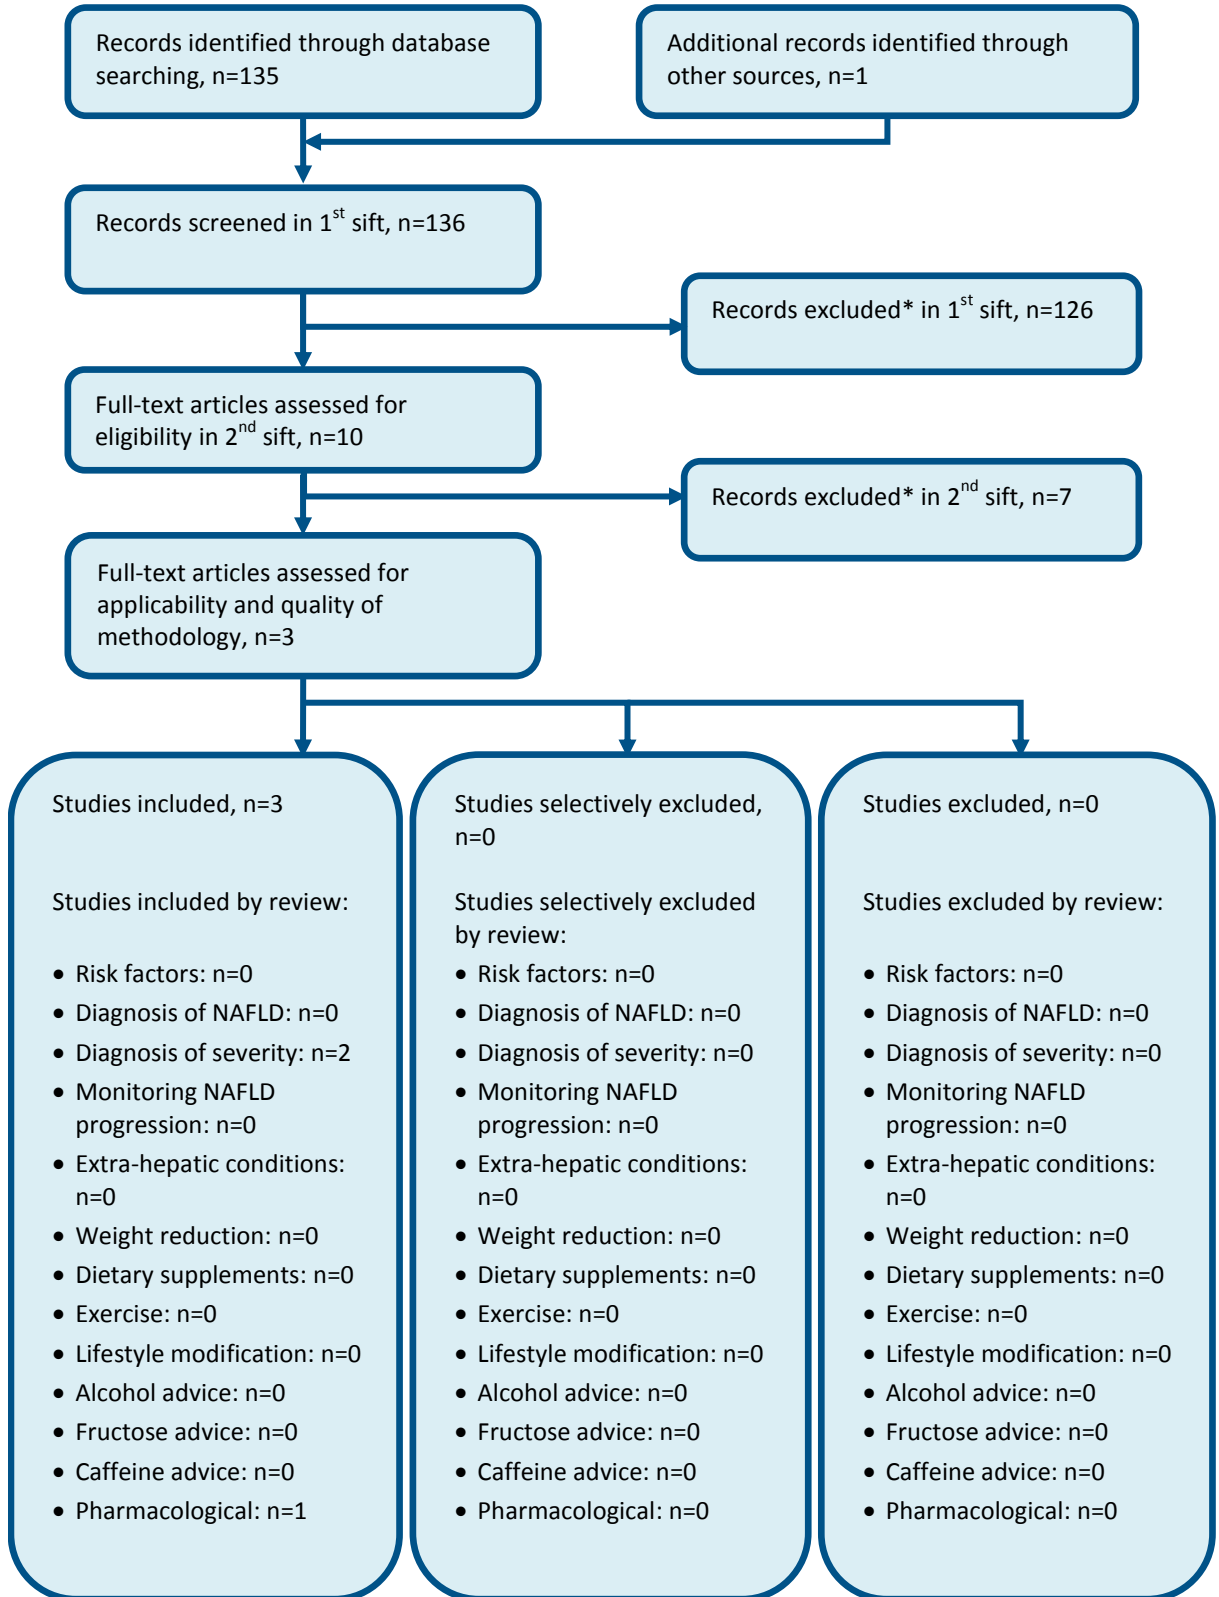 Records identified through database
searching, n=135
Additional records identified through
other sources, n=1
Records screened in 1st sift, n=136
Records excluded* in 1st sift, n=126
Full-text articles assessed for
eligibility in 2nd sift, n=10
Records excluded* in 2nd sift, n=7
Full-text articles assessed for
applicability and quality of
methodology, n=3
Studies included, n=3
Studies included by review:
• Risk factors: n=0
• Diagnosis of NAFLD: n=0
• Diagnosis of severity: n=2
• Monitoring NAFLD
progression: n=0
• Extra-hepatic conditions:
n=0
• Weight reduction: n=0
• Dietary supplements: n=0
• Exercise: n=0
• Lifestyle modification: n=0
• Alcohol advice: n=0
• Fructose advice: n=0
• Caffeine advice: n=0
• Pharmacological: n=1
Studies selectively excluded,
n=0
Studies selectively excluded
by review:
• Risk factors: n=0
• Diagnosis of NAFLD: n=0
• Diagnosis of severity: n=0
• Monitoring NAFLD
progression: n=0
• Extra-hepatic conditions:
n=0
• Weight reduction: n=0
• Dietary supplements: n=0
• Exercise: n=0
• Lifestyle modification: n=0
• Alcohol advice: n=0
• Fructose advice: n=0
• Caffeine advice: n=0
• Pharmacological: n=0
Studies excluded, n=0
Studies excluded by review:
• Risk factors: n=0
• Diagnosis of NAFLD: n=0
• Diagnosis of severity: n=0
• Monitoring NAFLD
progression: n=0
• Extra-hepatic conditions:
n=0
• Weight reduction: n=0
• Dietary supplements: n=0
• Exercise: n=0
• Lifestyle modification: n=0
• Alcohol advice: n=0
• Fructose advice: n=0
• Caffeine advice: n=0
• Pharmacological: n=0